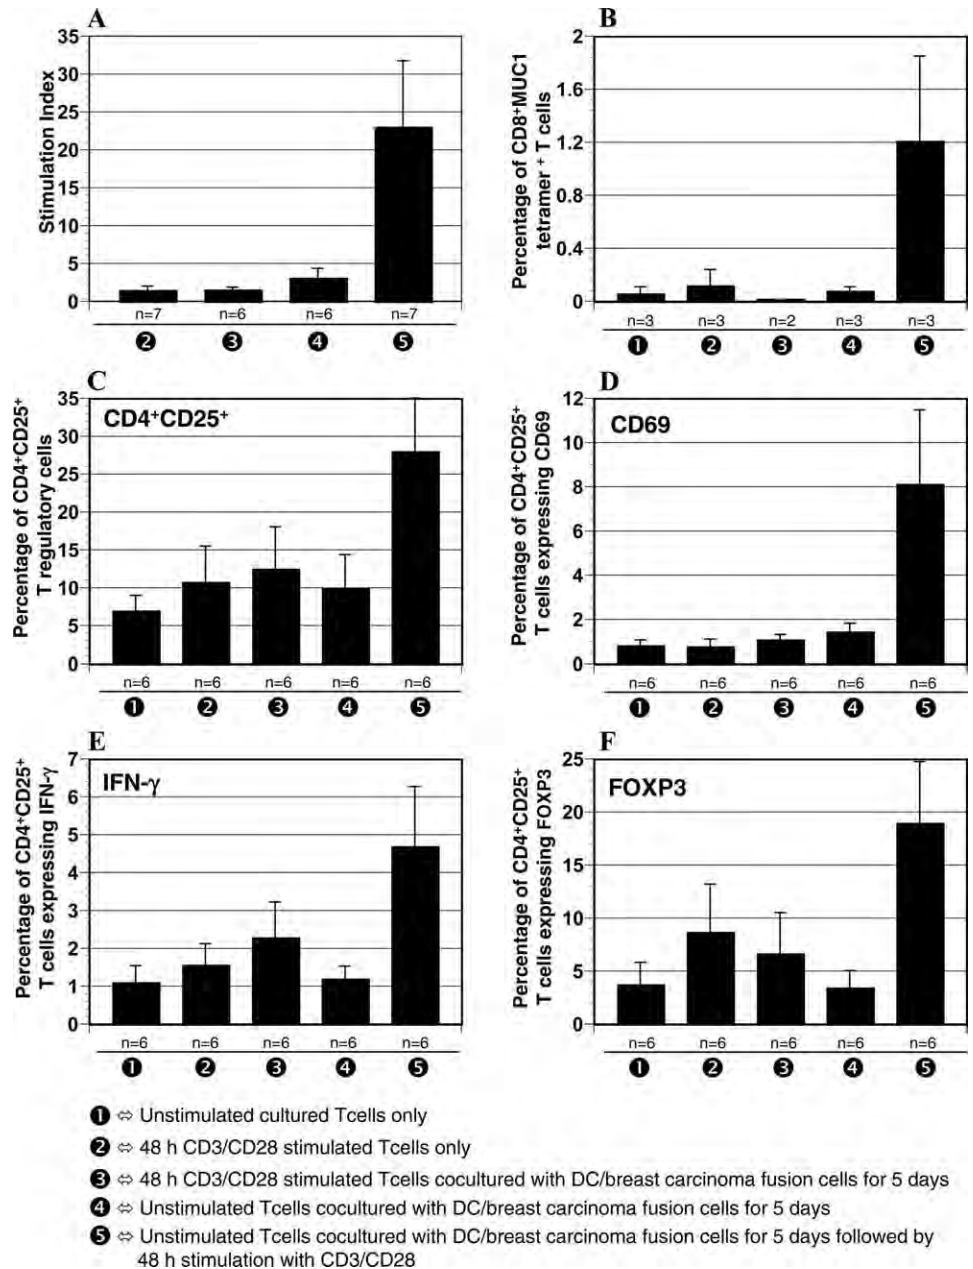 A
Stimulation Index
35
30
25
20
15
10
5
0
n=7 n=6 n=6 n=7
❷ ❸ ❹ ❺
B
Percentage of CD8⁺MUC1
tetramer ⁺ T cells
2
1.6
1.2
0.8
0.4
0
n=3 n=3 n=2 n=3 n=3
❶ ❷ ❸ ❹ ❺
C
CD4⁺CD25⁺
Percentage of CD4⁺CD25⁺
T regulatory cells
35
30
25
20
15
10
5
0
n=6 n=6 n=6 n=6 n=6
❶ ❷ ❸ ❹ ❺
D
CD69
Percentage of CD4⁺CD25⁺
T cells expressing CD69
12
10
8
6
4
2
0
n=6 n=6 n=6 n=6 n=6
❶ ❷ ❸ ❹ ❺
E
IFN-γ
Percentage of CD4⁺CD25⁺
T cells expressing IFN-γ
7
6
5
4
3
2
1
0
n=6 n=6 n=6 n=6 n=6
❶ ❷ ❸ ❹ ❺
F
FOXP3
Percentage of CD4⁺CD25⁺
T cells expressing FOXP3
25
20
15
10
5
0
n=6 n=6 n=6 n=6 n=6
❶ ❷ ❸ ❹ ❺
❶ ⇔ Unstimulated cultured Tcells only
❷ ⇔ 48 h CD3/CD28 stimulated Tcells only
❸ ⇔ 48 h CD3/CD28 stimulated Tcells cocultured with DC/breast carcinoma fusion cells for 5 days
❹ ⇔ Unstimulated Tcells cocultured with DC/breast carcinoma fusion cells for 5 days
❺ ⇔ Unstimulated Tcells cocultured with DC/breast carcinoma fusion cells for 5 days followed by
48 h stimulation with CD3/CD28